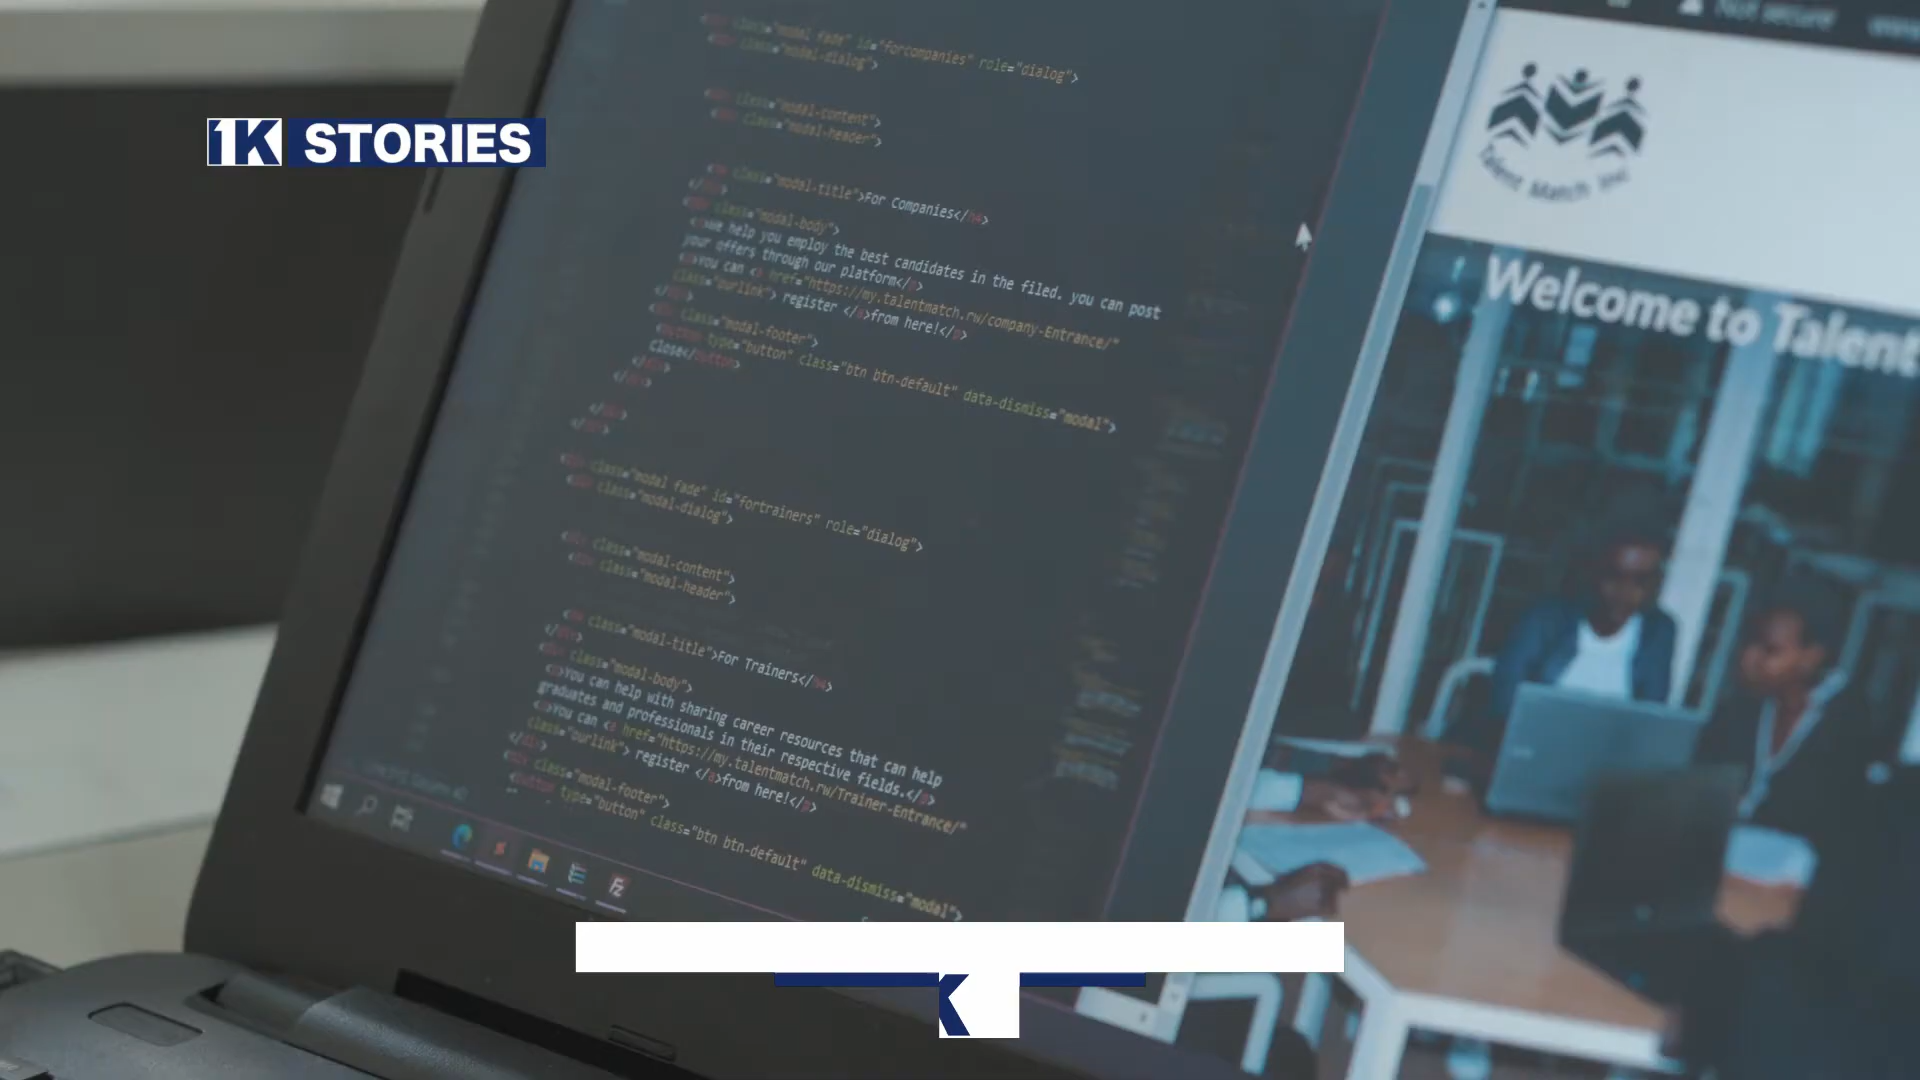 1K STORIES
class="modal fade" id="forcompanies" role="dialog">
class="modal-dialog">
class="modal-content">
class="modal-header">
class="modal-title">For Companies</h4>
class="modal-body">
We help you employ the best candidates in the filed. you can post
your offers through our platform</p>
You can <a href="https://my.talentmatch.rw/company-Entrance/"
class="ourlink"> register </a>from here!</p>
class="modal-footer">
<button type="button" class="btn btn-default" data-dismiss="modal">
Close</button>
class="modal fade" id="fortrainers" role="dialog">
class="modal-dialog">
class="modal-content">
class="modal-header">
class="modal-title">For Trainers</h4>
class="modal-body">
You can help with sharing career resources that can help
graduates and professionals in their respective fields.</p>
You can <a href="https://my.talentmatch.rw/Trainer-Entrance/"
class="ourlink"> register </a>from here!</p>
class="modal-footer">
<button type="button" class="btn btn-default" data-dismiss="modal">
Not secure
Talent Match Inc
Welcome to Talent
K